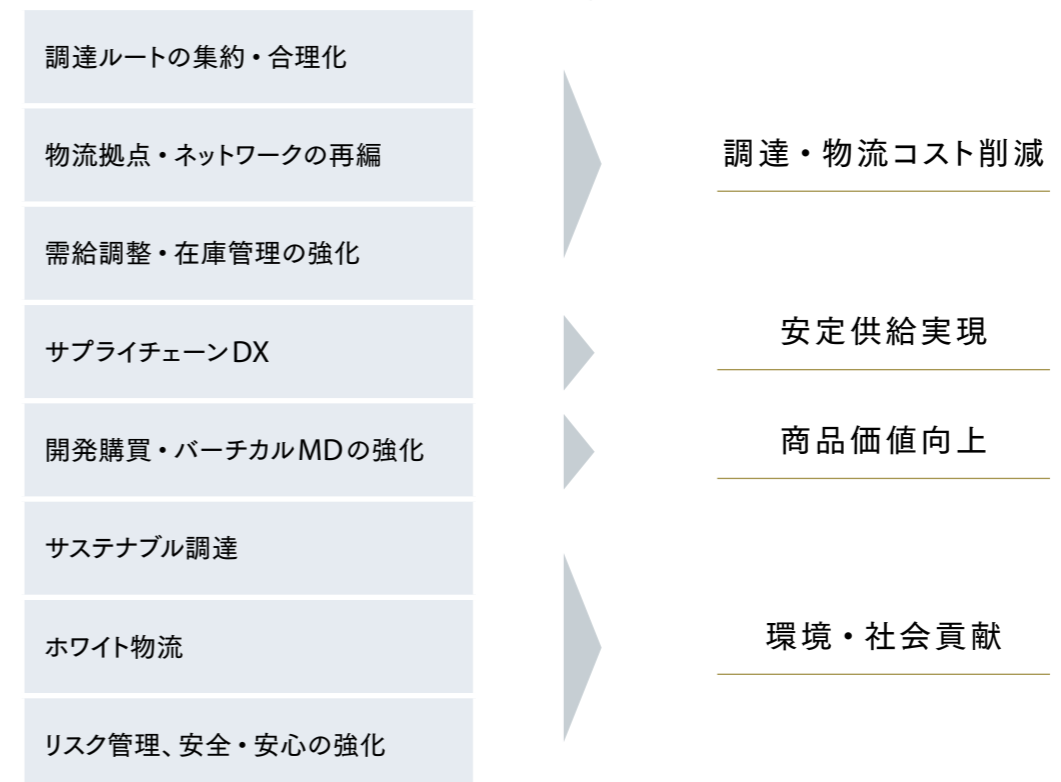 調達ルートの集約・合理化
物流拠点・ネットワークの再編
需給調整・在庫管理の強化
サプライチェーンDX
開発購買・バーチカルMDの強化
サステナブル調達
ホワイト物流
リスク管理、安全・安心の強化
調達・物流コスト削減
安定供給実現
商品価値向上
環境・社会貢献